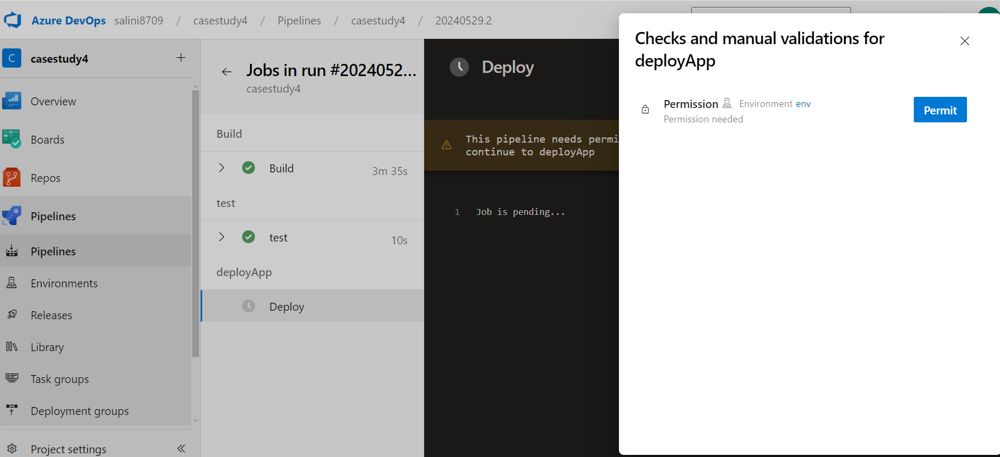 Azure DevOps salini8709 / casestudy4 / Pipelines / casestudy4 / 20240529.2
C casestudy4 +
Overview
Boards
Repos
Pipelines
Pipelines
Environments
Releases
Library
Task groups
Deployment groups
Project settings
Jobs in run #2024052...
casestudy4
Build
Build 3m 35s
test
test 10s
deployApp
Deploy
Deploy
This pipeline needs permi
continue to deployApp
1 Job is pending...
Checks and manual validations for
deployApp
Permission Environment env
Permission needed
Permit